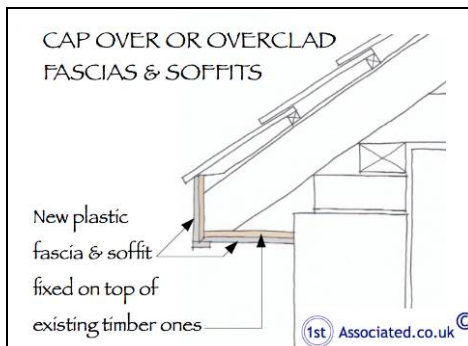 CAP OVER OR OVERCLAD
FASCIAS & SOFFITS
New plastic
fascia & soffit
fixed on top of
existing timber ones
1st Associated.co.uk ©